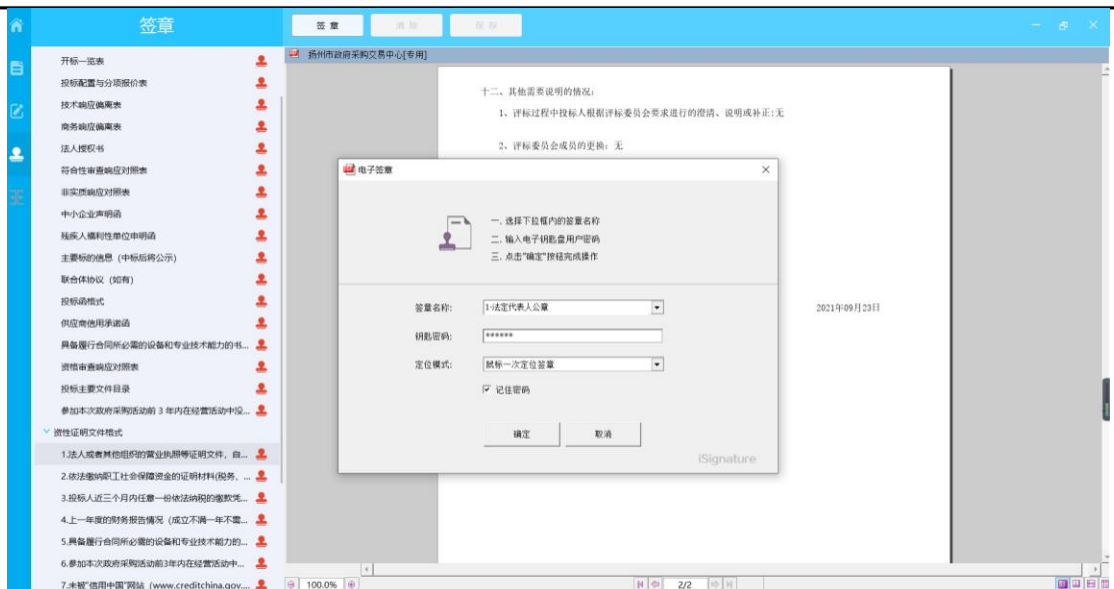 签章
签 章
清 除
保 存
开标一览表
投标配置与分项报价表
技术响应偏离表
商务响应偏离表
法人授权书
符合性审查响应对照表
非实质响应对照表
中小企业声明函
残疾人福利性单位申明函
主要标的信息（中标后将公示）
联合体协议（如有）
投标函格式
供应商信用承诺函
具备履行合同所必需的设备和专业技术能力的书...
资格审查响应对照表
投标主要文件目录
参加本次政府采购活动前 3 年内在经营活动中没...
资性证明文件格式
1.法人或者其他组织的营业执照等证明文件，自...
2.依法缴纳职工社会保障资金的证明材料(税务、...
3.投标人近三个月内任意一份依法纳税的缴款凭...
4.上一年度的财务报告情况（成立不满一年不需...
5.具备履行合同所必需的设备和专业技术能力的...
6.参加本次政府采购活动前3年内在经营活动中...
7.未被"信用中国"网站（www.creditchina.gov....
扬州市政府采购交易中心[专用]
十二、其他需要说明的情况：
1、评标过程中投标人根据评标委员会要求进行的澄清、说明或补正:无
2、评标委员会成员的更换：无
电子签章
一. 选择下拉框内的签章名称
二. 输入电子钥匙盘用户密码
三. 点击"确定"按钮完成操作
签章名称:
1-法定代表人公章
钥匙密码:
******
定位模式:
鼠标一次定位签章
记住密码
确定
取消
iSignature
2021年09月23日
100.0%
2/2